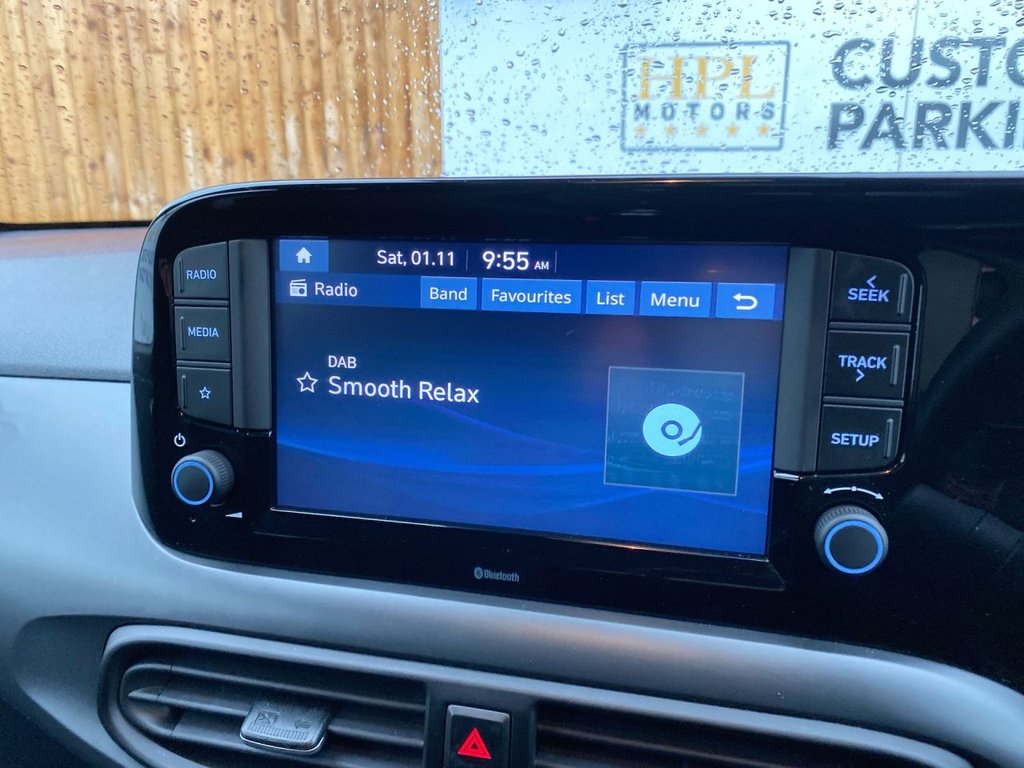 HPL
MOTORS
CUSTO
PARKI
RADIO
MEDIA
Sat, 01.11 9:55 AM
Radio Band Favourites List Menu
DAB
Smooth Relax
SEEK
TRACK
SETUP
Bluetooth